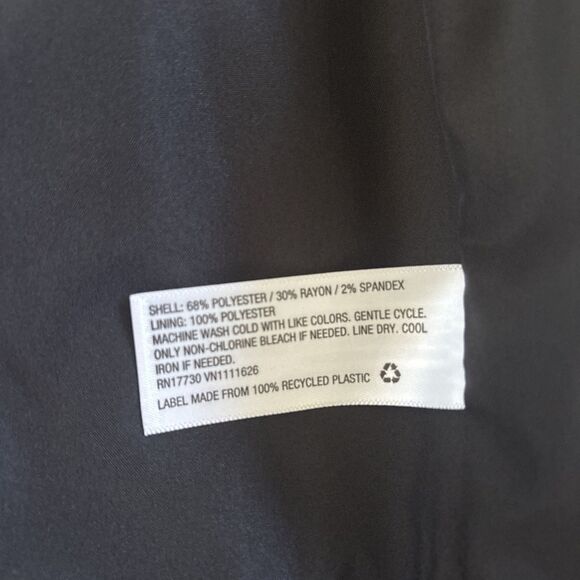 SHELL: 68% POLYESTER / 30% RAYON / 2% SPANDEX
LINING: 100% POLYESTER
MACHINE WASH COLD WITH LIKE COLORS. GENTLE CYCLE.
ONLY NON-CHLORINE BLEACH IF NEEDED. LINE DRY. COOL
IRON IF NEEDED.
RN17730 VN1111626
LABEL MADE FROM 100% RECYCLED PLASTIC